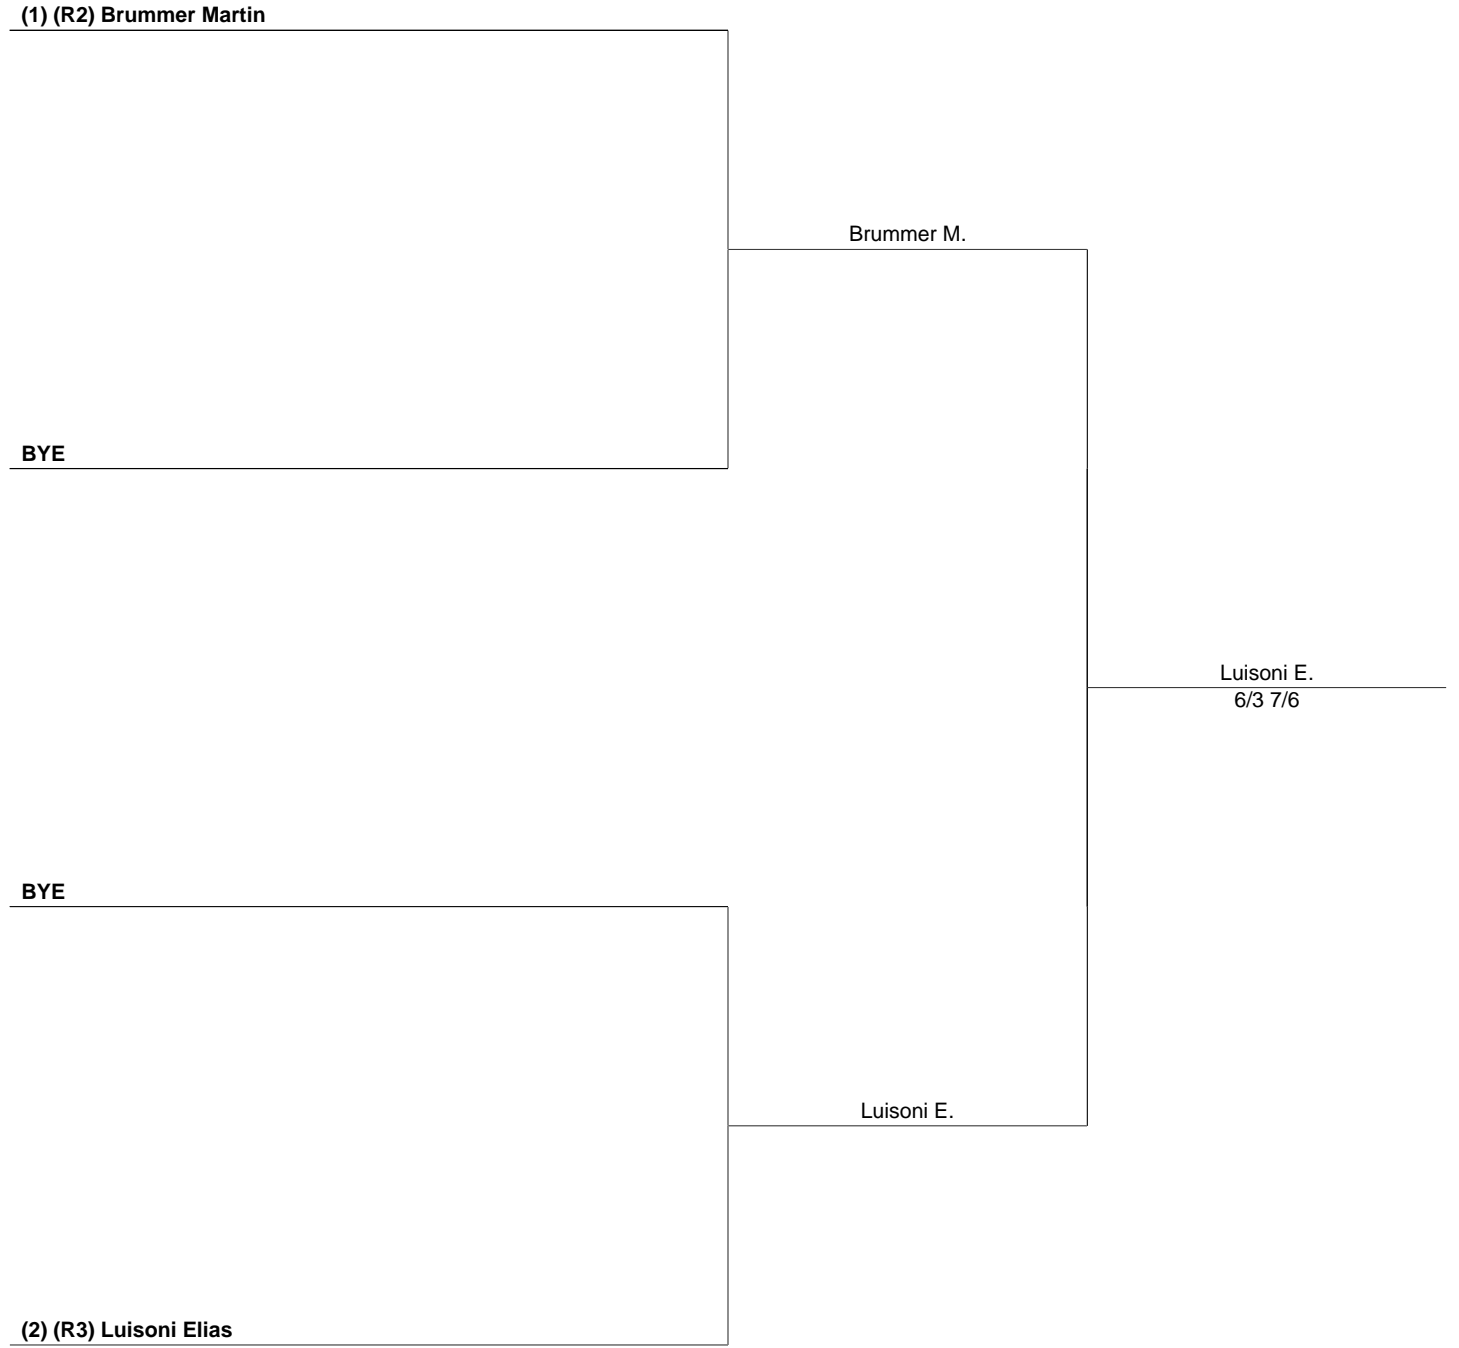 (1) (R2) Brummer Martin
Brummer M.
BYE
Luisoni E.
6/3 7/6
BYE
Luisoni E.
(2) (R3) Luisoni Elias